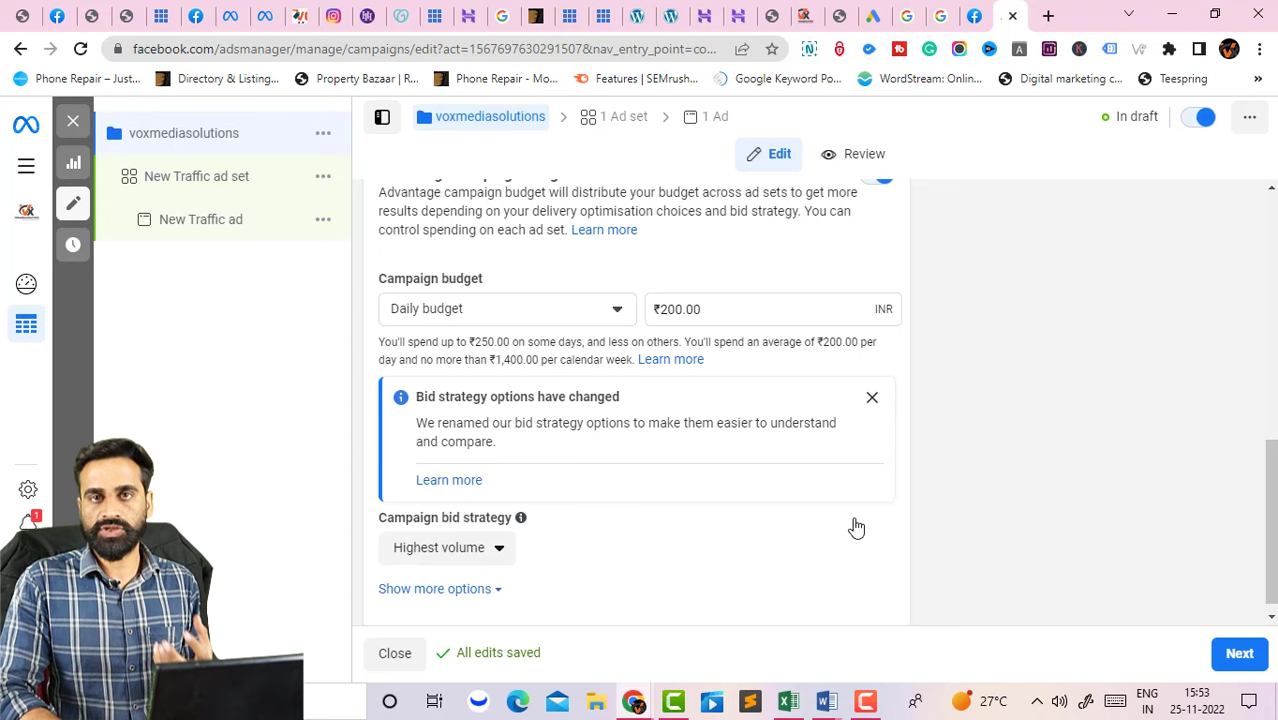 facebook.com/adsmanager/manage/campaigns/edit?act=1567697630291507&nav_entry_point=co...
Phone Repair – Just...
Directory & Listing...
Property Bazaar | R...
Phone Repair - Mo...
Features | SEMrush...
Google Keyword Po...
WordStream: Onlin...
Digital marketing c...
Teespring
»
voxmediasolutions
New Traffic ad set
New Traffic ad
voxmediasolutions
1 Ad set
1 Ad
In draft
Edit
Review
Advantage campaign budget will distribute your budget across ad sets to get more
results depending on your delivery optimisation choices and bid strategy. You can
control spending on each ad set. Learn more
Campaign budget
Daily budget
₹200.00
INR
You'll spend up to ₹250.00 on some days, and less on others. You'll spend an average of ₹200.00 per
day and no more than ₹1,400.00 per calendar week. Learn more
Bid strategy options have changed
We renamed our bid strategy options to make them easier to understand
and compare.
Learn more
Campaign bid strategy
Highest volume
Show more options
Close
All edits saved
Next
1
27°C
ENG
IN
15:53
25-11-2022